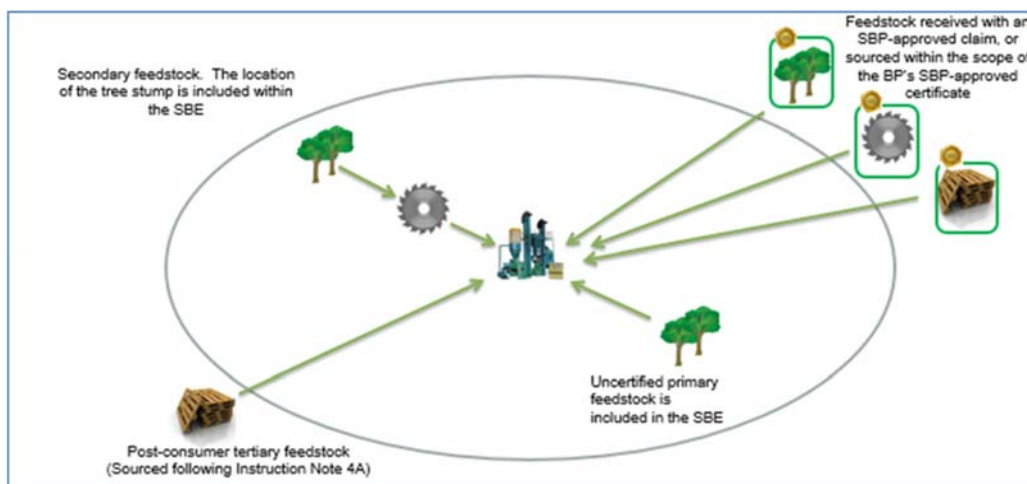 Secondary feedstock.  The location
of the tree stump is included within
the SBE
Feedstock received with an
SBP-approved claim, or
sourced within the scope of
the BP's SBP-approved
certificate
Uncertified primary
feedstock is
included in the SBE
Post-consumer tertiary feedstock
(Sourced following Instruction Note 4A)